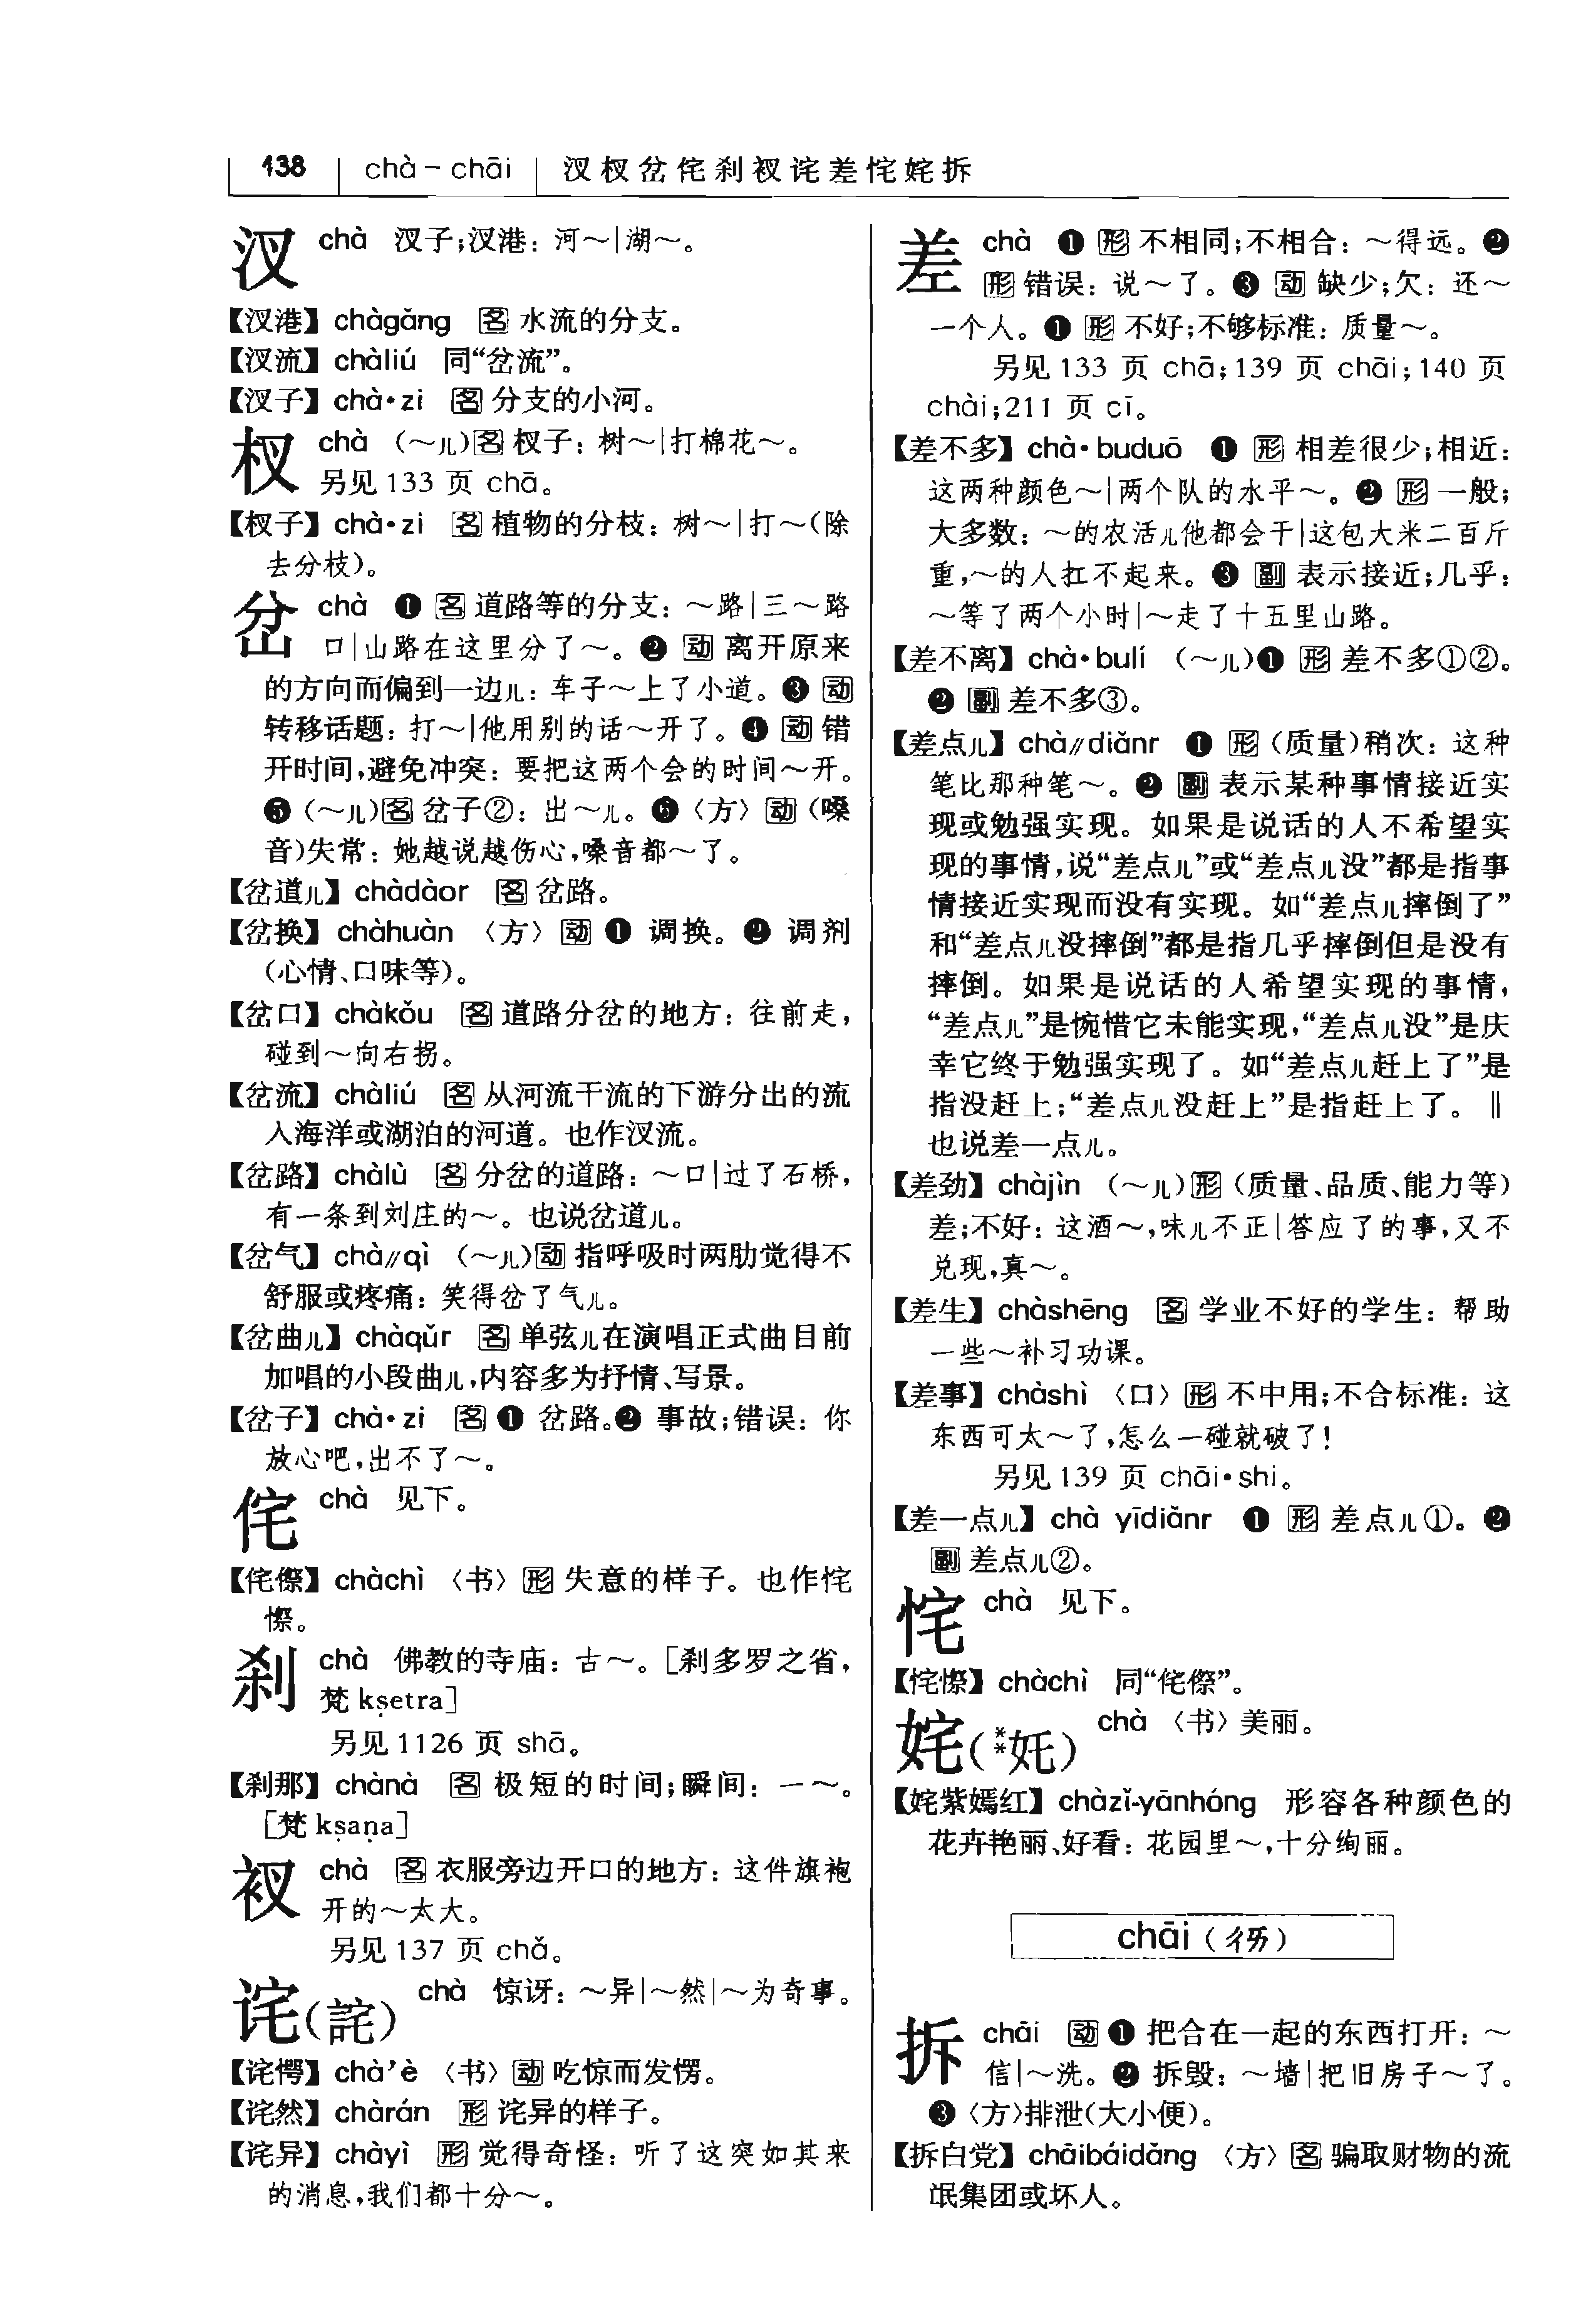 138 chà－chāi 汊杈岔侘刹衩诧差㤞姹拆
汊 chà 汊子；汊港：河～｜湖～。
【汊港】chàgǎng 名 水流的分支。
【汊流】chàliú 同“岔流”。
【汊子】chà·zi 名 分支的小河。
杈 chà （～儿）名 杈子：树～｜打棉花～。
另见 133 页 chā。
【杈子】chà·zi 名 植物的分枝：树～｜打～（除
去分枝）。
岔 chà ❶ 名 道路等的分支：～路｜三～路
口｜山路在这里分了～。❷ 动 离开原来
的方向而偏到一边儿：车子～上了小道。❸ 动
转移话题：打～｜他用别的话～开了。❹ 动 错
开时间，避免冲突：要把这两个会的时间～开。
❺（～儿）名 岔子②：出～儿。❻〈方〉动（嗓
音）失常：她越说越伤心，嗓音都～了。
【岔道儿】chàdàor 名 岔路。
【岔换】chàhuàn 〈方〉动 ❶ 调换。❷ 调剂
（心情、口味等）。
【岔口】chàkǒu 名 道路分岔的地方：往前走，
碰到～向右拐。
【岔流】chàliú 名 从河流干流的下游分出的流
入海洋或湖泊的河道。也作汊流。
【岔路】chàlù 名 分岔的道路：～口｜过了石桥，
有一条到刘庄的～。也说岔道儿。
【岔气】chà∥qì （～儿）动 指呼吸时两肋觉得不
舒服或疼痛：笑得岔了气儿。
【岔曲儿】chàqǔr 名 单弦儿在演唱正式曲目前
加唱的小段曲儿，内容多为抒情、写景。
【岔子】chà·zi 名 ❶ 岔路。❷ 事故；错误：你
放心吧，出不了～。
侘 chà 见下。
【侘傺】chàchì 〈书〉形 失意的样子。也作㤞
憏。
刹 chà 佛教的寺庙：古～。［刹多罗之省，
梵 kṣetra］
另见 1126 页 shā。
【刹那】chànà 名 极短的时间；瞬间：一～。
［梵 kṣaṇa］
衩 chà 名 衣服旁边开口的地方：这件旗袍
开的～太大。
另见 137 页 chǎ。
诧（詫） chà 惊讶：～异｜～然｜～为奇事。
【诧愕】chà’è 〈书〉动 吃惊而发愣。
【诧然】chàrán 形 诧异的样子。
【诧异】chàyì 形 觉得奇怪：听了这突如其来
的消息，我们都十分～。
差 chà ❶ 形 不相同；不相合：～得远。❷
形 错误：说～了。❸ 动 缺少；欠：还～
一个人。❹ 形 不好；不够标准：质量～。
另见 133 页 chā；139 页 chāi；140 页
chài；211 页 cī。
【差不多】chà·buduō ❶ 形 相差很少；相近：
这两种颜色～｜两个队的水平～。❷ 形 一般；
大多数：～的农活儿他都会干｜这包大米二百斤
重，～的人扛不起来。❸ 副 表示接近；几乎：
～等了两个小时｜～走了十五里山路。
【差不离】chà·bulí （～儿）❶ 形 差不多①②。
❷ 副 差不多③。
【差点儿】chà∥diǎnr ❶ 形（质量）稍次：这种
笔比那种笔～。❷ 副 表示某种事情接近实
现或勉强实现。如果是说话的人不希望实
现的事情，说“差点儿”或“差点儿没”都是指事
情接近实现而没有实现。如“差点儿摔倒了”
和“差点儿没摔倒”都是指几乎摔倒但是没有
摔倒。如果是说话的人希望实现的事情，
“差点儿”是惋惜它未能实现，“差点儿没”是庆
幸它终于勉强实现了。如“差点儿赶上了”是
指没赶上；“差点儿没赶上”是指赶上了。‖
也说差一点儿。
【差劲】chàjìn （～儿）形（质量、品质、能力等）
差；不好：这酒～，味儿不正｜答应了的事，又不
兑现，真～。
【差生】chàshēng 名 学业不好的学生：帮助
一些～补习功课。
【差事】chàshì 〈口〉形 不中用；不合标准：这
东西可太～了，怎么一碰就破了！
另见 139 页 chāi·shi。
【差一点儿】chà yīdiǎnr ❶ 形 差点儿①。❷
副 差点儿②。
㤞 chà 见下。
【㤞憏】chàchì 同“侘傺”。
姹（**奼） chà 〈书〉美丽。
【姹紫嫣红】chàzǐ-yānhóng 形容各种颜色的
花卉艳丽、好看：花园里～，十分绚丽。
chāi（ㄔㄞ）
拆 chāi 动 ❶ 把合在一起的东西打开：～
信｜～洗。❷ 拆毁：～墙｜把旧房子～了。
❸〈方〉排泄（大小便）。
【拆白党】chāibáidǎng 〈方〉名 骗取财物的流
氓集团或坏人。